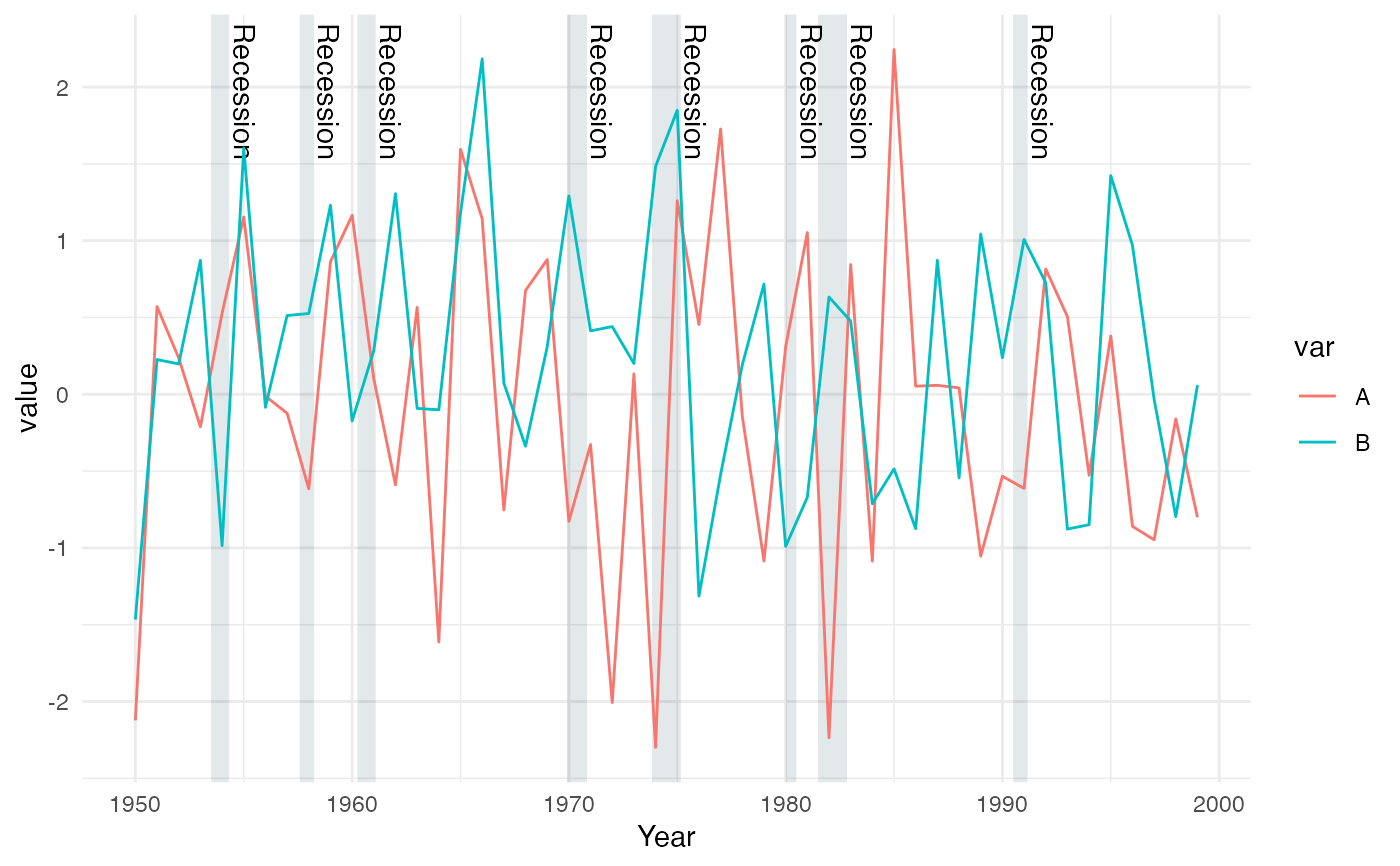 Recession
Recession
Recession
Recession
Recession
Recession
Recession
Recession
2
1
0
-1
-2
value
1950 1960 1970 1980 1990 2000
Year
var
A
B